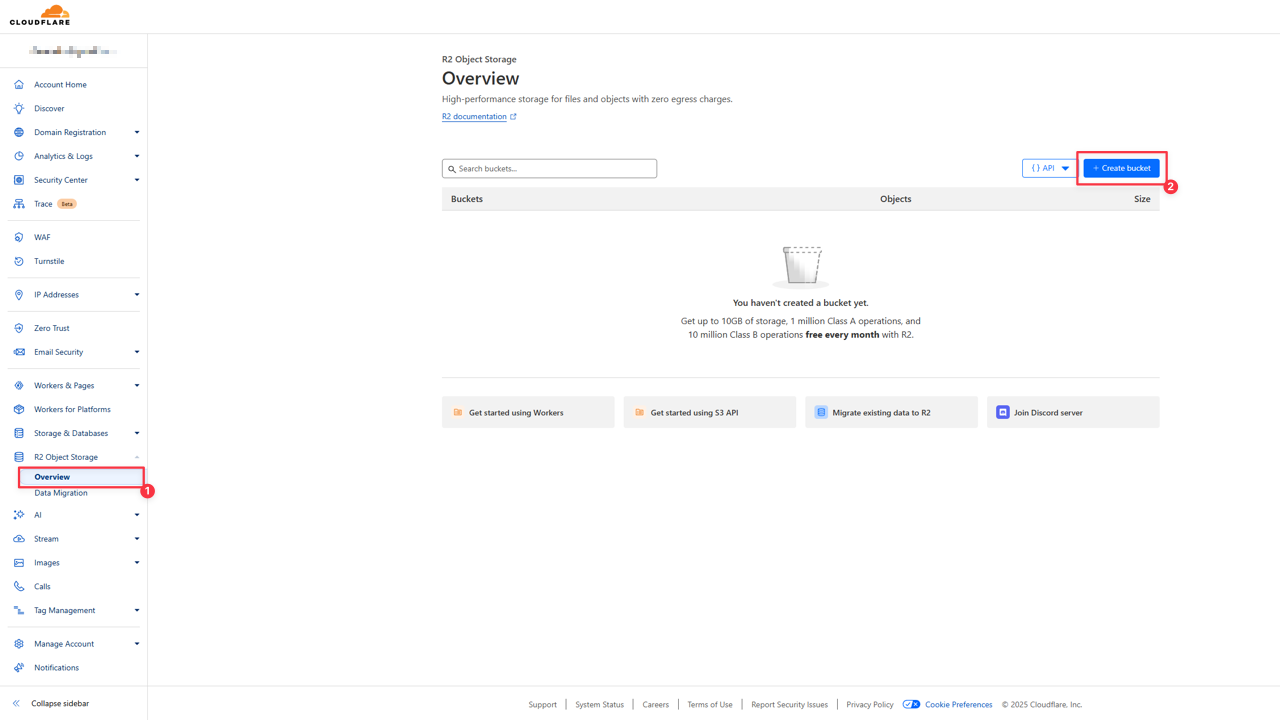 CLOUDFLARE
Account Home
Discover
Domain Registration
Analytics & Logs
Security Center
Trace Beta
WAF
Turnstile
IP Addresses
Zero Trust
Email Security
Workers & Pages
Workers for Platforms
Storage & Databases
R2 Object Storage
Overview
1
Data Migration
AI
Stream
Images
Calls
Tag Management
Manage Account
Notifications
Collapse sidebar
R2 Object Storage
Overview
High-performance storage for files and objects with zero egress charges.
R2 documentation
Search buckets...
{ } API
+ Create bucket
2
Buckets Objects Size
You haven't created a bucket yet.
Get up to 10GB of storage, 1 million Class A operations, and
10 million Class B operations free every month with R2.
Get started using Workers
Get started using S3 API
Migrate existing data to R2
Join Discord server
Support System Status Careers Terms of Use Report Security Issues Privacy Policy Cookie Preferences © 2025 Cloudflare, Inc.